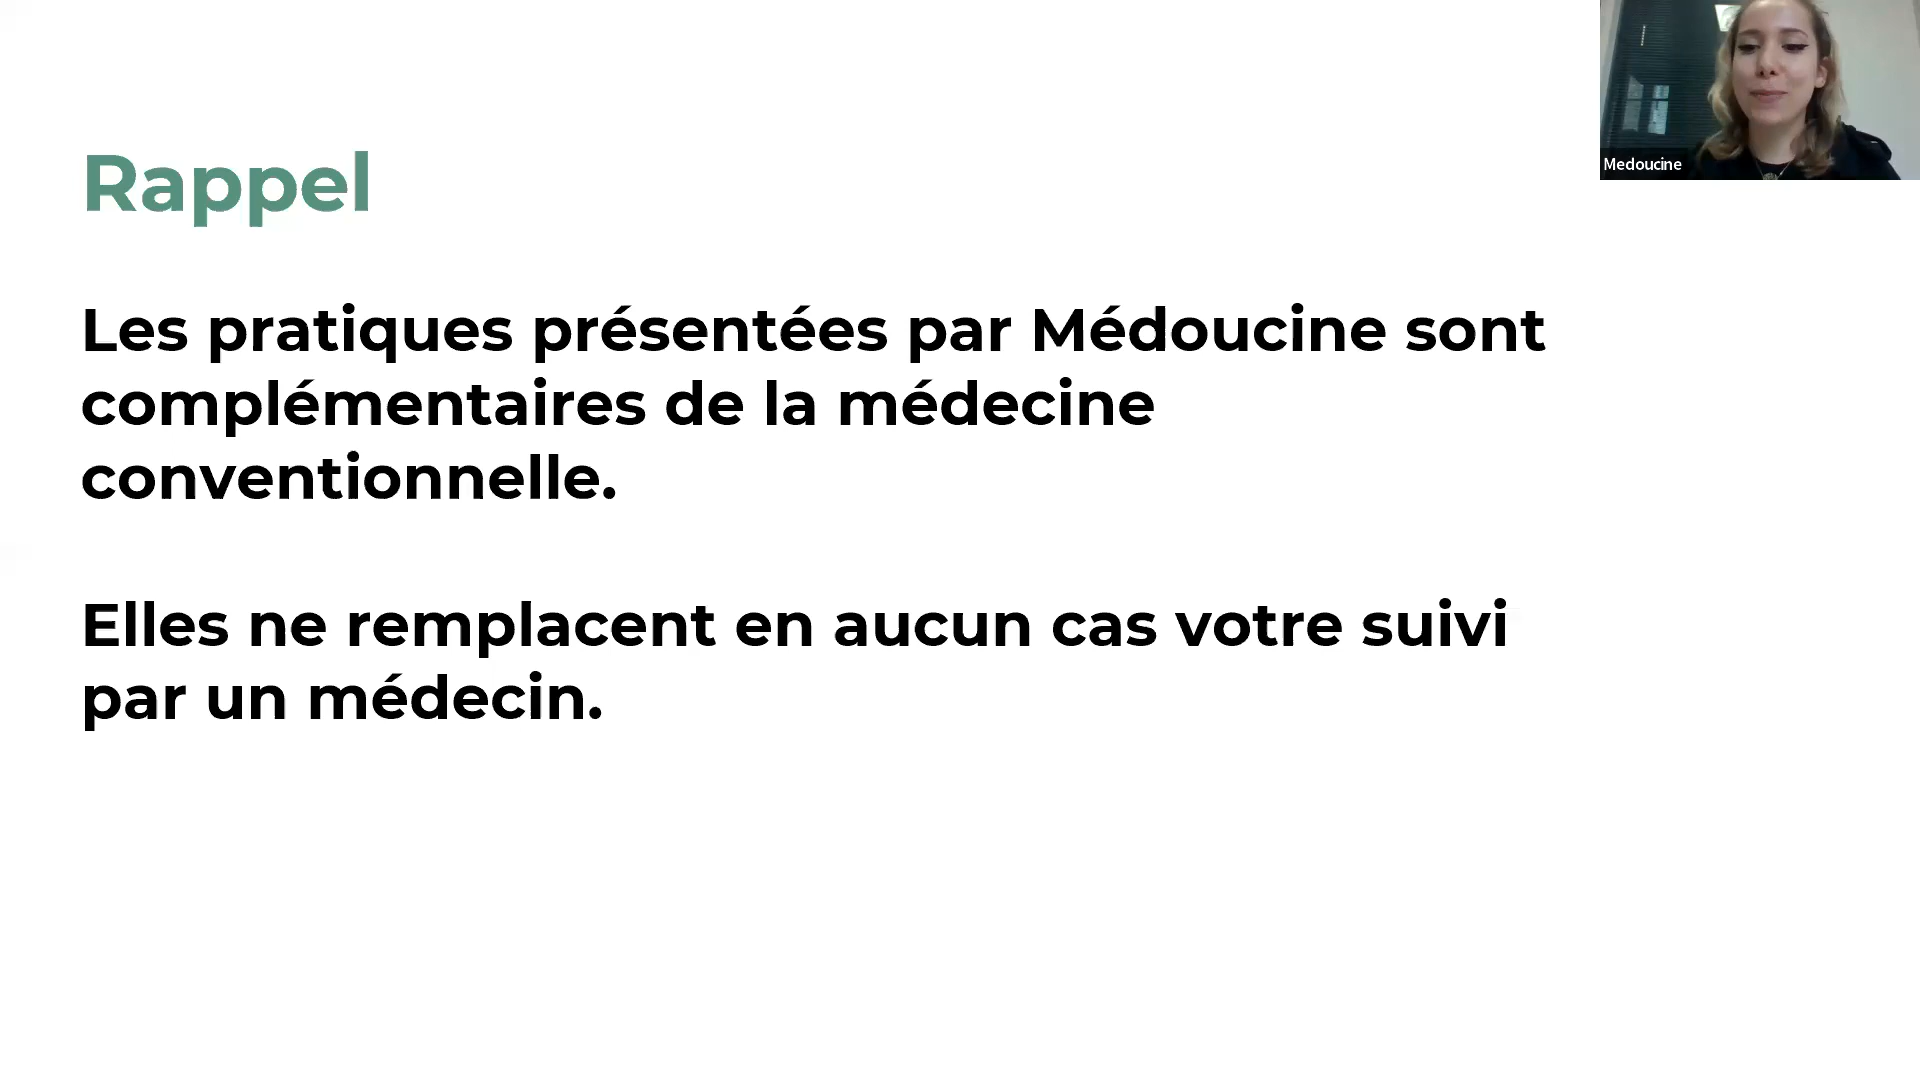 Medoucine
Rappel
Les pratiques présentées par Médoucine sont
complémentaires de la médecine
conventionnelle.
Elles ne remplacent en aucun cas votre suivi
par un médecin.